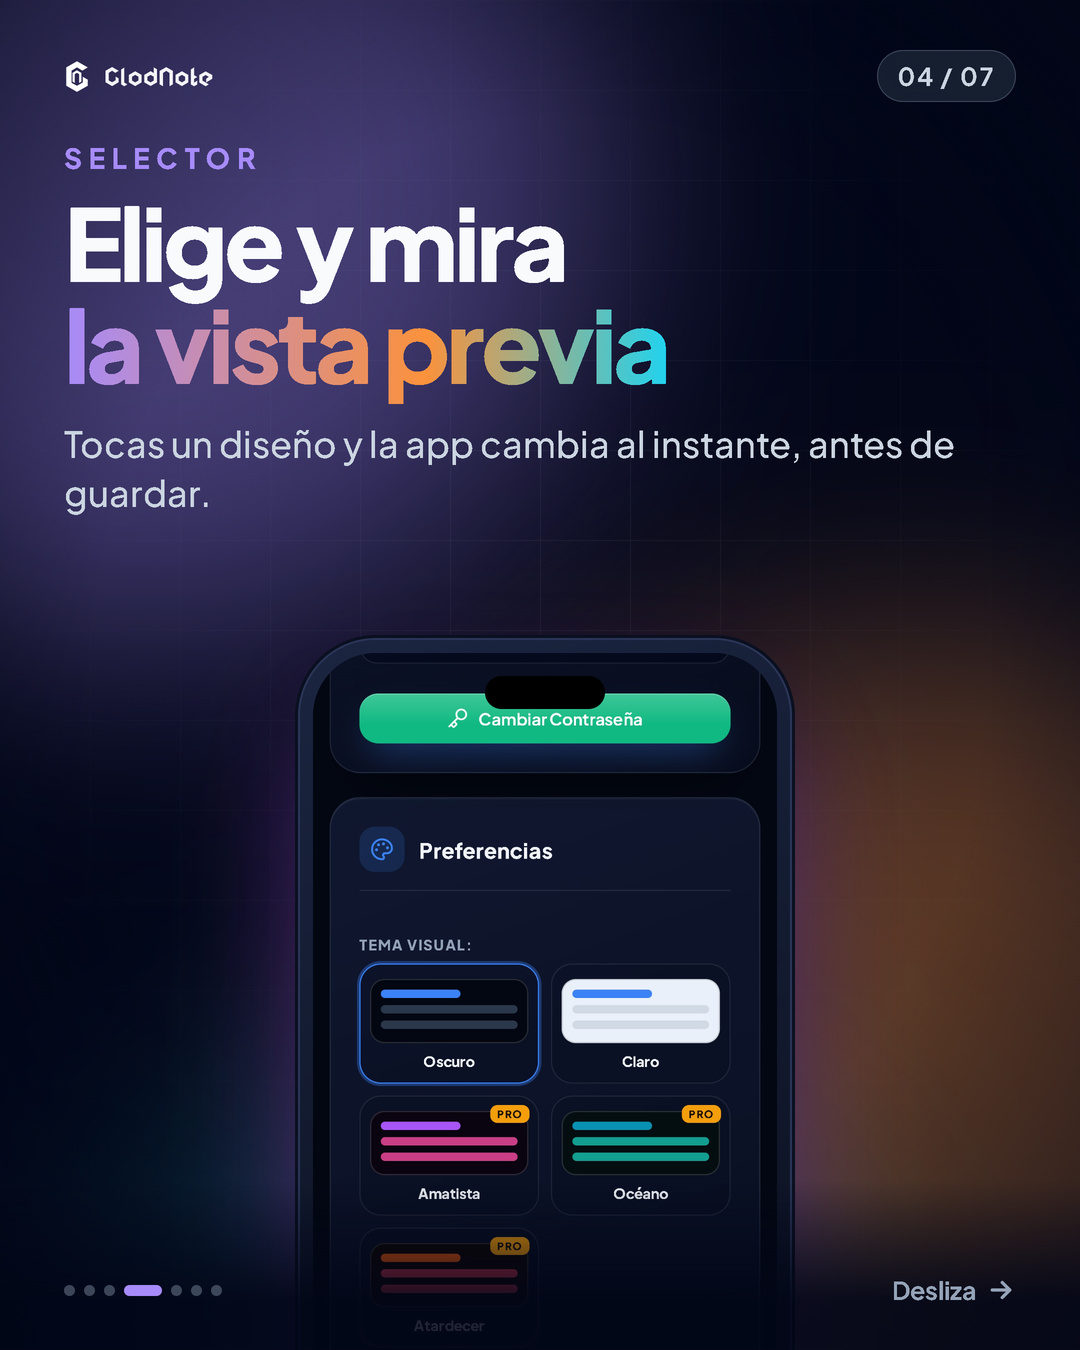 ClodNote
04 / 07
SELECTOR
Elige y mira
la vista previa
Tocas un diseño y la app cambia al instante, antes de
guardar.
Cambiar Contraseña
Preferencias
TEMA VISUAL:
Oscuro
Claro
PRO
PRO
Amatista
Océano
PRO
Atardecer
Desliza →